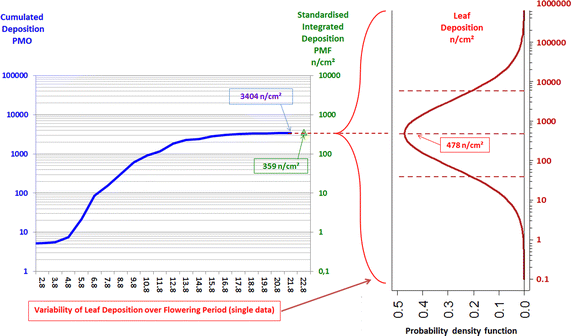 Cumulated
Deposition
PMO
Standardised
Integrated
Deposition
PMF
n/cm²
Leaf
Deposition
n/cm²
100000
10000
1000
100
10
1
10000
1000
100
10
1
0,1
1000000
100000
10000
1000
100
10
1
0.1
3404 n/cm²
359 n/cm²
478 n/cm²
2.8
3.8
4.8
5.8
6.8
7.8
8.8
9.8
10.8
11.8
12.8
13.8
14.8
15.8
16.8
17.8
18.8
19.8
20.8
21.8
22.8
0.5
0.4
0.3
0.2
0.1
0.0
Variability of Leaf Deposition over Flowering Period (single data)
Probability density function